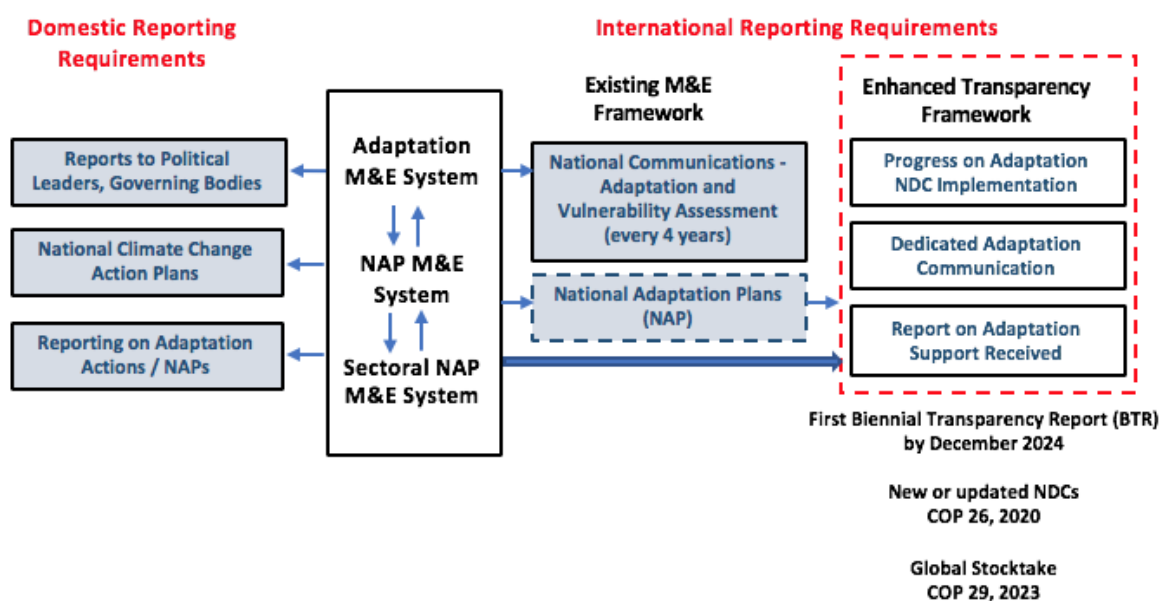 Domestic Reporting
Requirements
Reports to Political
Leaders, Governing Bodies
National Climate Change
Action Plans
Reporting on Adaptation
Actions / NAPs
Adaptation
M&E System
NAP M&E
System
Sectoral NAP
M&E System
International Reporting Requirements
Existing M&E
Framework
National Communications -
Adaptation and
Vulnerability Assessment
(every 4 years)
National Adaptation Plans
(NAP)
Enhanced Transparency
Framework
Progress on Adaptation
NDC Implementation
Dedicated Adaptation
Communication
Report on Adaptation
Support Received
First Biennial Transparency Report (BTR)
by December 2024
New or updated NDCs
COP 26, 2020
Global Stocktake
COP 29, 2023